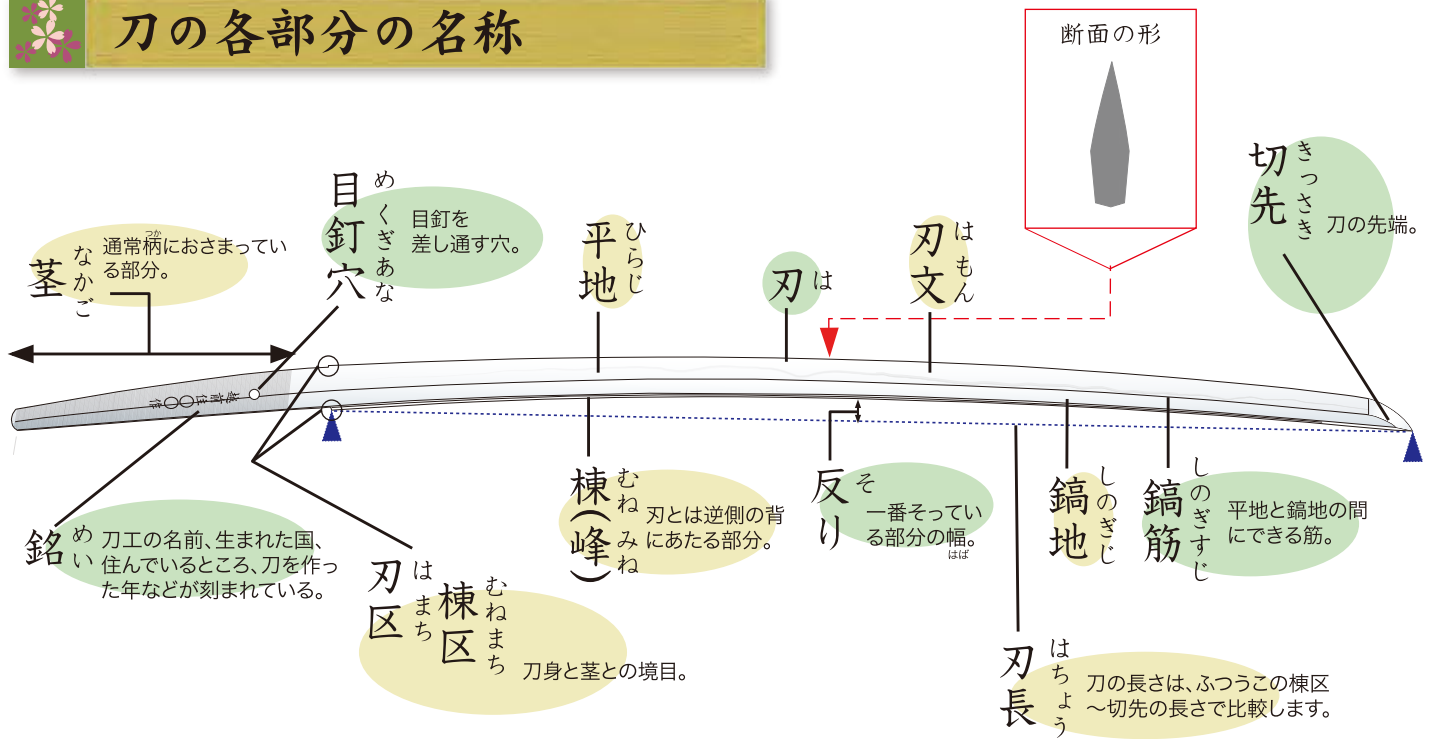 刀の各部分の名称
断面の形
切先
きっさき
刀の先端。
刃文
はもん
刃
は
平地
ひらじ
目釘穴
めくぎあな
目釘を
差し通す穴。
茎
なかご
つか
通常柄におさまってい
る部分。
越前住〇〇作
銘
めい
刀工の名前、生まれた国、
住んでいるところ、刀を作っ
た年などが刻まれている。
刃区
はまち
棟区
むねまち
刀身と茎との境目。
棟(峰)
むねみね
刃とは逆側の背
にあたる部分。
反り
そ
一番そってい
る部分の幅。
はば
鎬地
しのぎじ
鎬筋
しのぎすじ
平地と鎬地の間
にできる筋。
刃長
はちょう
刀の長さは、ふつうこの棟区
～切先の長さで比較します。